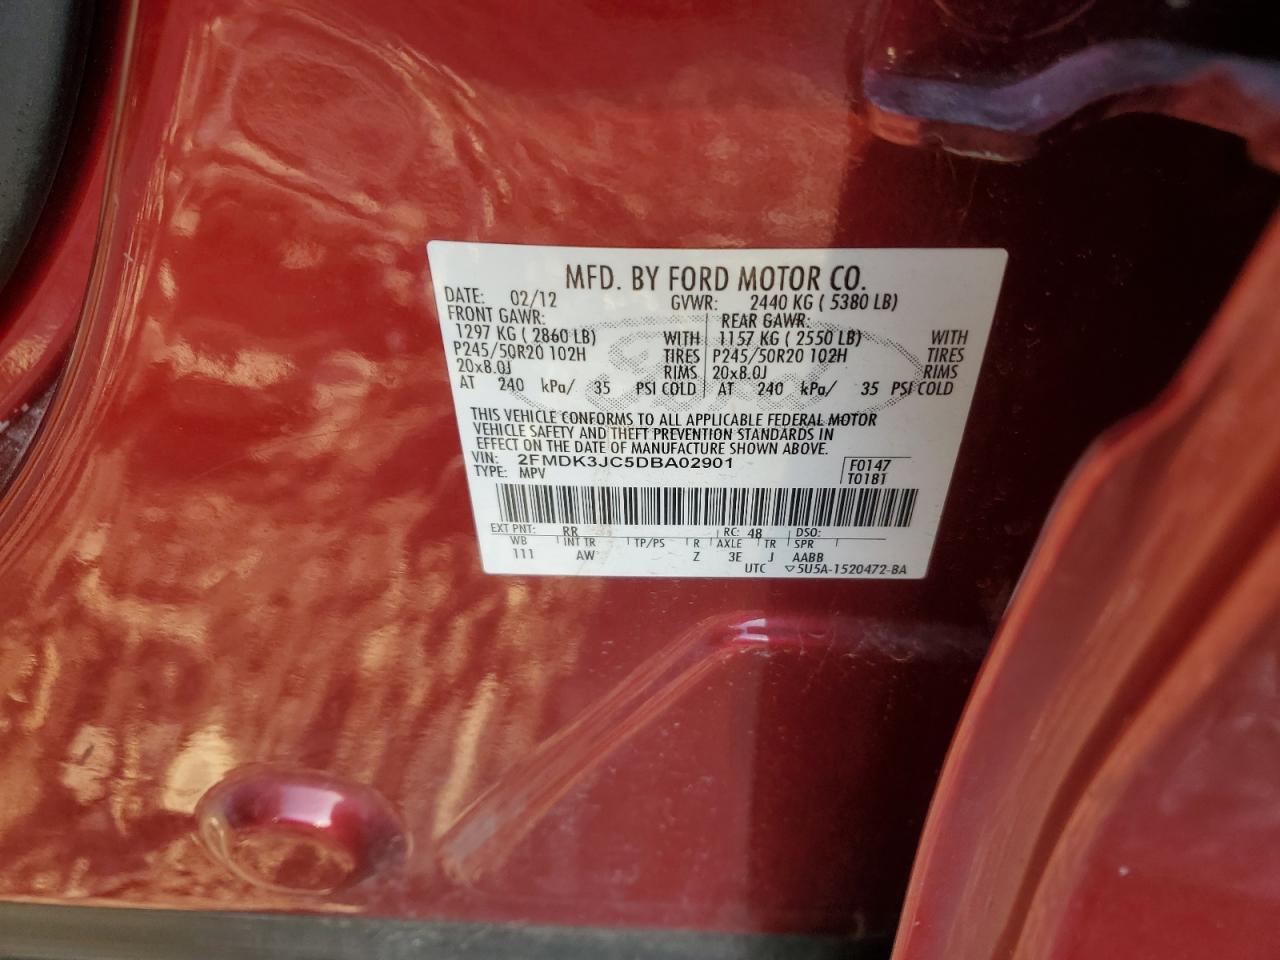 MFD. BY FORD MOTOR CO.
DATE: 02/12 GVWR: 2440 KG ( 5380 LB)
FRONT GAWR: REAR GAWR:
1297 KG ( 2860 LB) WITH 1157 KG ( 2550 LB) WITH
P245/50R20 102H TIRES P245/50R20 102H TIRES
20x8.0J RIMS 20x8.0J RIMS
AT 240 kPa/ 35 PSI COLD AT 240 kPa/ 35 PSI COLD
THIS VEHICLE CONFORMS TO ALL APPLICABLE FEDERAL MOTOR
VEHICLE SAFETY AND THEFT PREVENTION STANDARDS IN
EFFECT ON THE DATE OF MANUFACTURE SHOWN ABOVE.
VIN: 2FMDK3JC5DBA02901 F0147
TYPE: MPV T0181
EXT PNT: RR RC: 48 DSO:
WB INT TR TP/PS R AXLE TR SPR
111 AW Z 3E J AABB
UTC ▽5U5A-1520472-BA